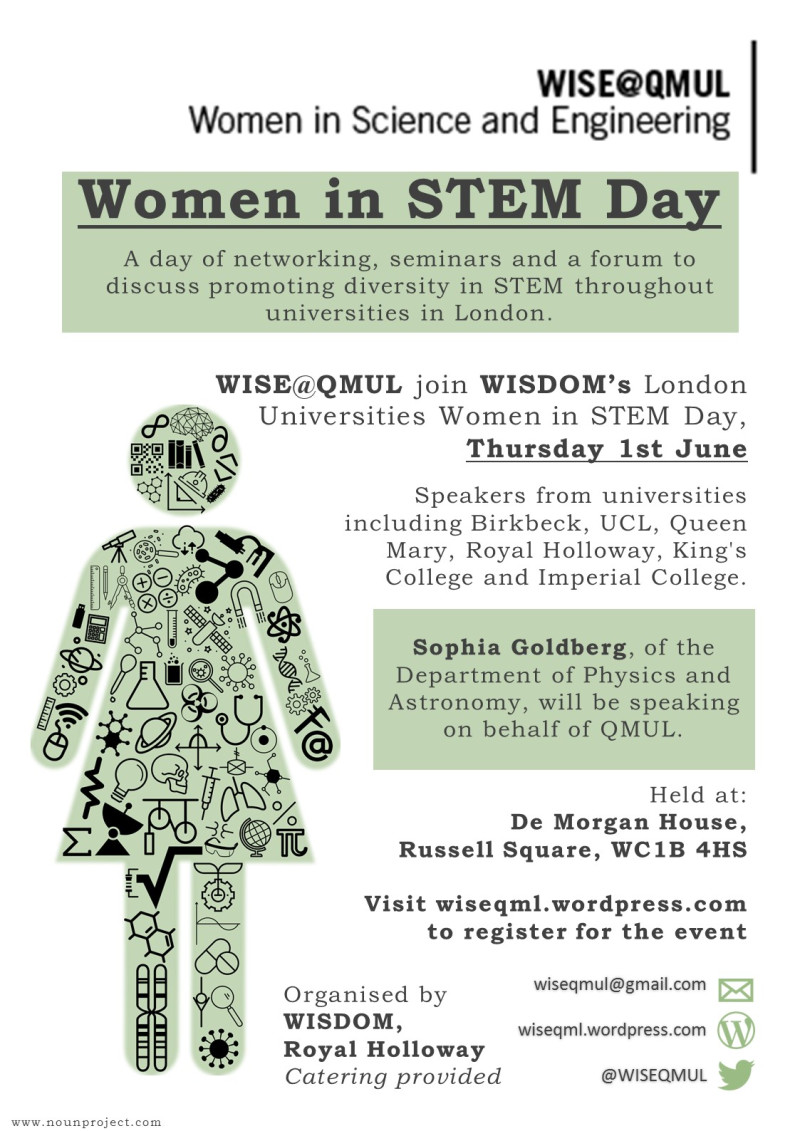 WISE@QMUL
Women in Science and Engineering
Women in STEM Day
A day of networking, seminars and a forum to
discuss promoting diversity in STEM throughout
universities in London.
WISE@QMUL join WISDOM’s London
Universities Women in STEM Day,
Thursday 1st June
Speakers from universities
including Birkbeck, UCL, Queen
Mary, Royal Holloway, King's
College and Imperial College.
Sophia Goldberg, of the
Department of Physics and
Astronomy, will be speaking
on behalf of QMUL.
Held at:
De Morgan House,
Russell Square, WC1B 4HS
Visit wiseqml.wordpress.com
to register for the event
Organised by
WISDOM,
Royal Holloway
Catering provided
wiseqmul@gmail.com
wiseqml.wordpress.com
@WISEQMUL
www.nounproject.com